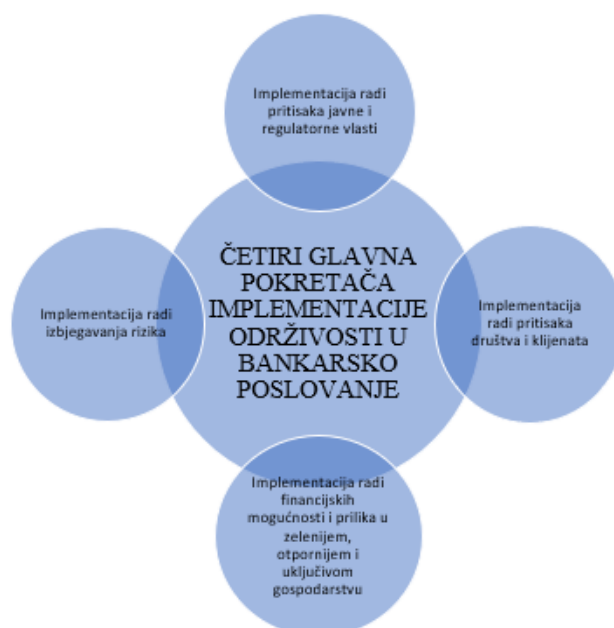 Implementacija radi
pritisaka javne i
regulatorne vlasti
ČETIRI GLAVNA
POKRETAČA
IMPLEMENTACIJE
ODRŽIVOSTI U
BANKARSKO
POSLOVANJE
Implementacija radi
izbjegavanja rizika
Implementacija
radi pritisaka
društva i klijenata
Implementacija radi
financijskih
mogućnosti i prilika u
zelenijem,
otpornijem i
uključivom
gospodarstvu